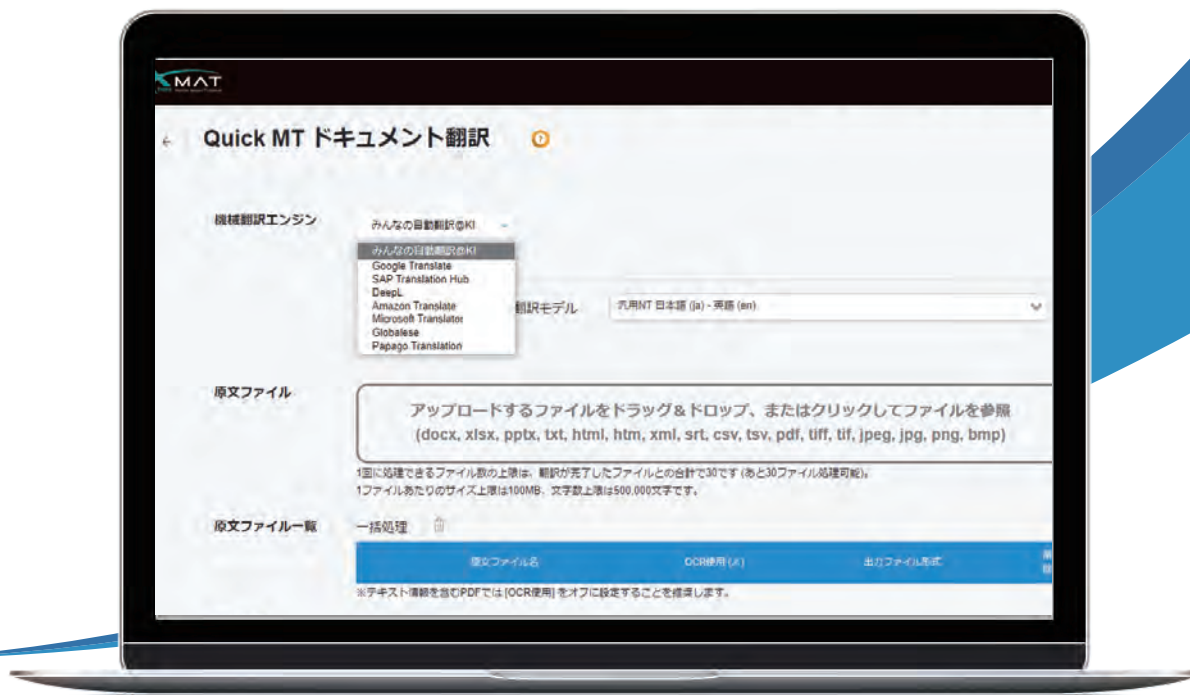 XMAT
Quick MT ドキュメント翻訳
機械翻訳エンジン
みんなの自動翻訳@KI
みんなの自動翻訳@KI
Google Translate
SAP Translation Hub
DeepL
Amazon Translate
Microsoft Translator
Globalese
Papago Translation
翻訳モデル
汎用NT 日本語 (ja) - 英語 (en)
原文ファイル
アップロードするファイルをドラッグ&ドロップ、またはクリックしてファイルを参照
(docx, xlsx, pptx, txt, html, htm, xml, srt, csv, tsv, pdf, tiff, tif, jpeg, jpg, png, bmp)
1回に処理できるファイル数の上限は、翻訳が完了したファイルとの合計で30です (あと30ファイル処理可能)。
1ファイルあたりのサイズ上限は100MB、文字数上限は500,000文字です。
原文ファイル一覧
一括処理
原文ファイル名
OCR使用 (※)
出力ファイル形式
※テキスト情報を含むPDFでは [OCR使用] をオフに設定することを推奨します。